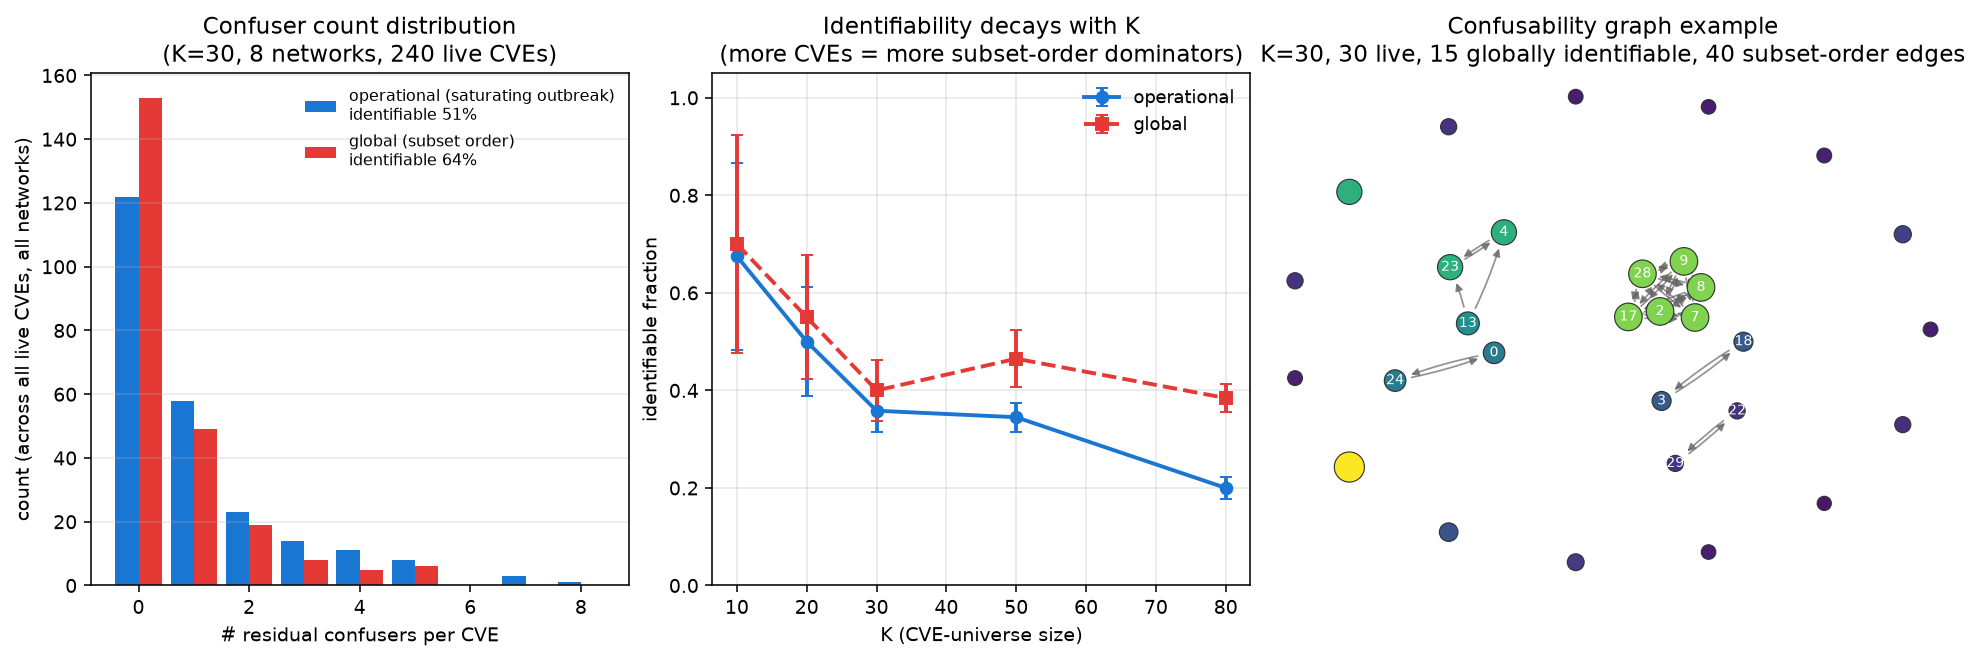 Confuser count distribution
(K=30, 8 networks, 240 live CVEs)
160
140
120
100
80
60
40
20
0
count (across all live CVEs, all networks)
operational (saturating outbreak)
identifiable 51%
global (subset order)
identifiable 64%
0
2
4
6
8
# residual confusers per CVE
Identifiability decays with K
(more CVEs = more subset-order dominators)
1.0
0.8
0.6
0.4
0.2
0.0
identifiable fraction
operational
global
10
20
30
40
50
60
70
80
K (CVE-universe size)
Confusability graph example
K=30, 30 live, 15 globally identifiable, 40 subset-order edges
4
23
13
0
24
9
28
8
17
2
7
18
3
22
29